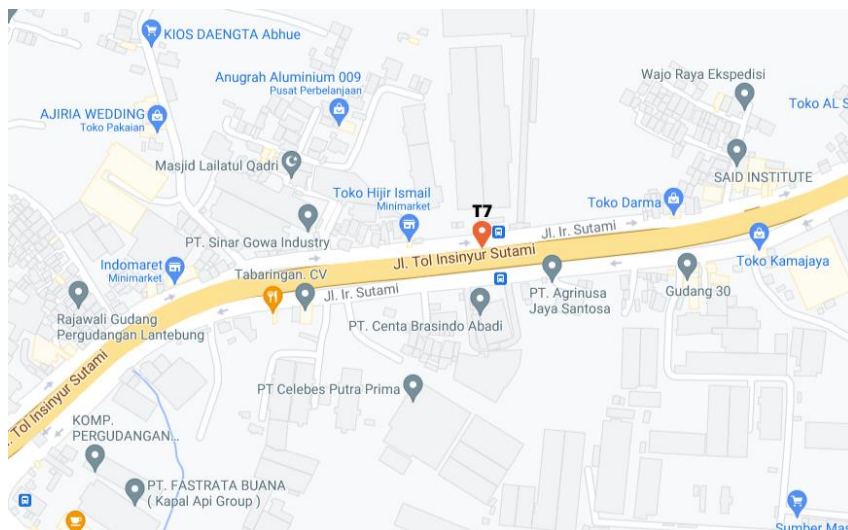 KIOS DAENGTA Abhue
Toko Pakaian
Anugrah Aluminium 009
Pusat Perbelanjaan
Wajo Raya Ekspedisi
AJIRIA WEDDING
Toko Pakaian
Toko AL S
Masjid Lailatul Qadri
SAID INSTITUTE
Toko Hijir Ismail
Minimarket
T7
Toko Darma
Jl. Ir. Sutami
PT. Sinar Gowa Industry
Jl. Tol Insinyur Sutami
Indomaret
Minimarket
Tabaringan. CV
Toko Kamajaya
Jl. Ir. Sutami
PT. Agrinusa
Jaya Santosa
Gudang 30
Rajawali Gudang
Pergudangan Lantebung
PT. Centa Brasindo Abadi
Jl. Tol Insinyur Sutami
PT Celebes Putra Prima
KOMP.
PERGUDANGAN...
PT. FASTRATA BUANA
( Kapal Api Group )
Sumber Mas